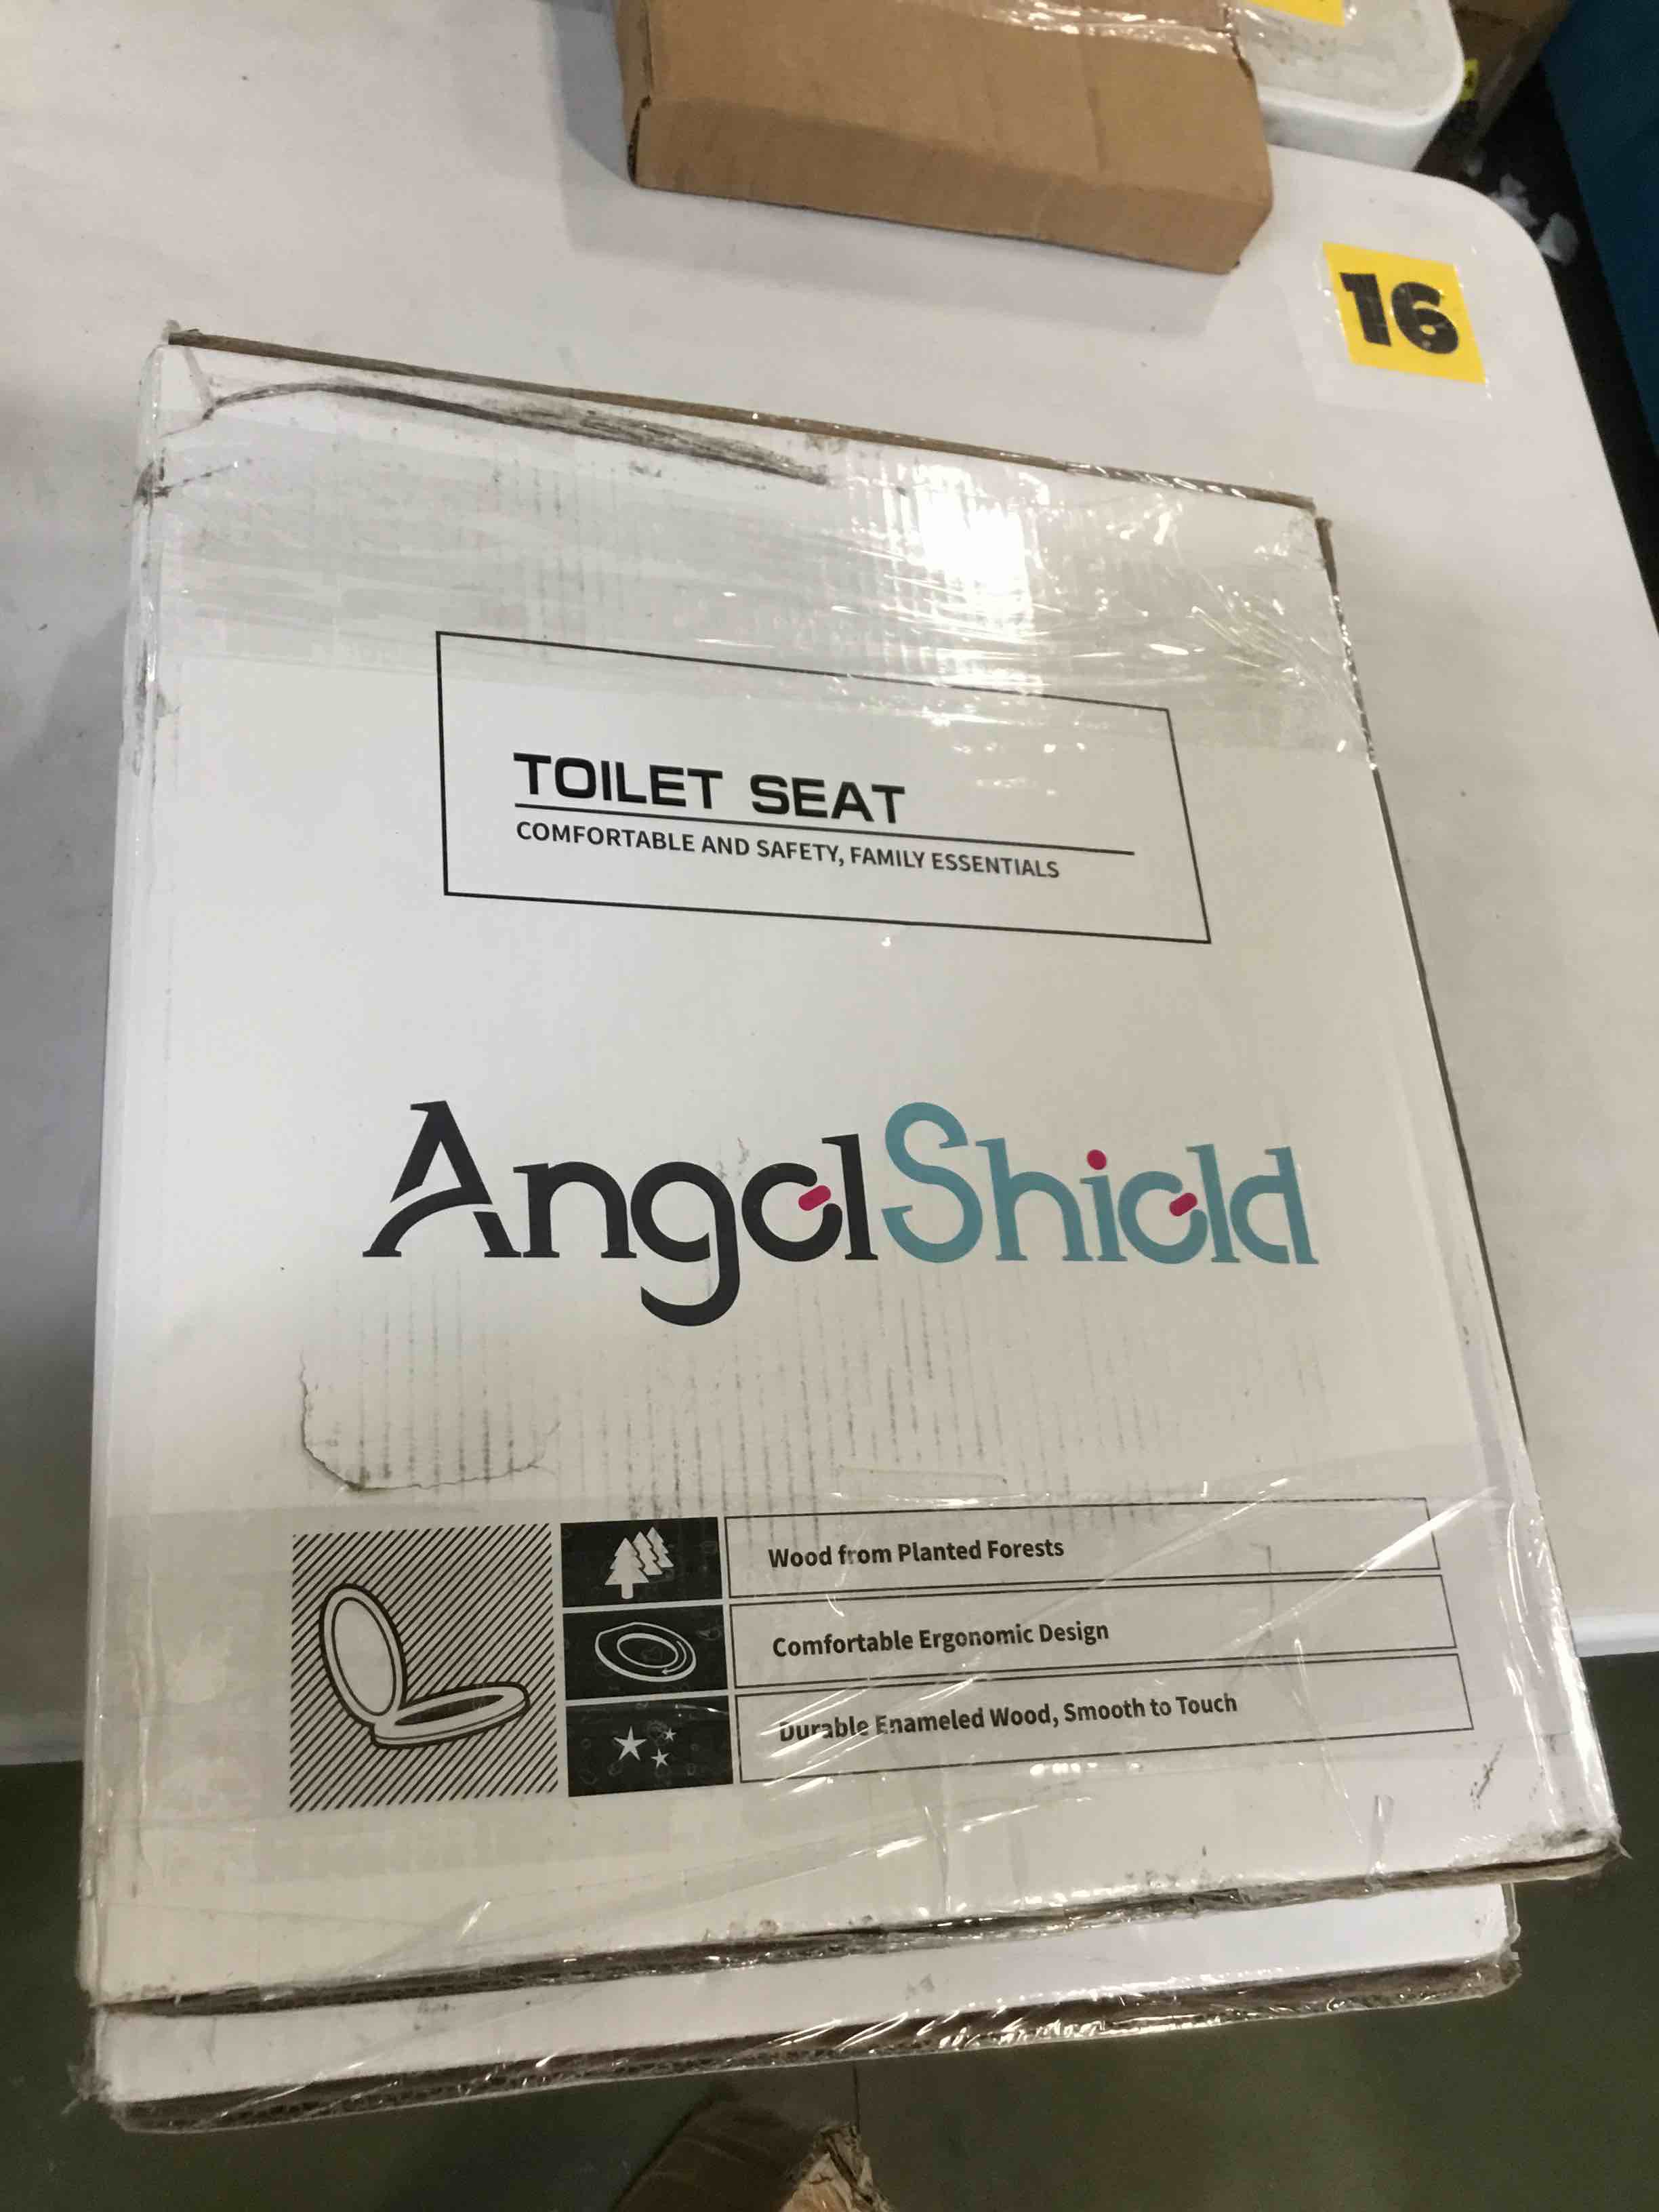 16
TOILET SEAT
COMFORTABLE AND SAFETY, FAMILY ESSENTIALS
AngelShield
Wood from Planted Forests
Comfortable Ergonomic Design
Durable Enameled Wood, Smooth to Touch